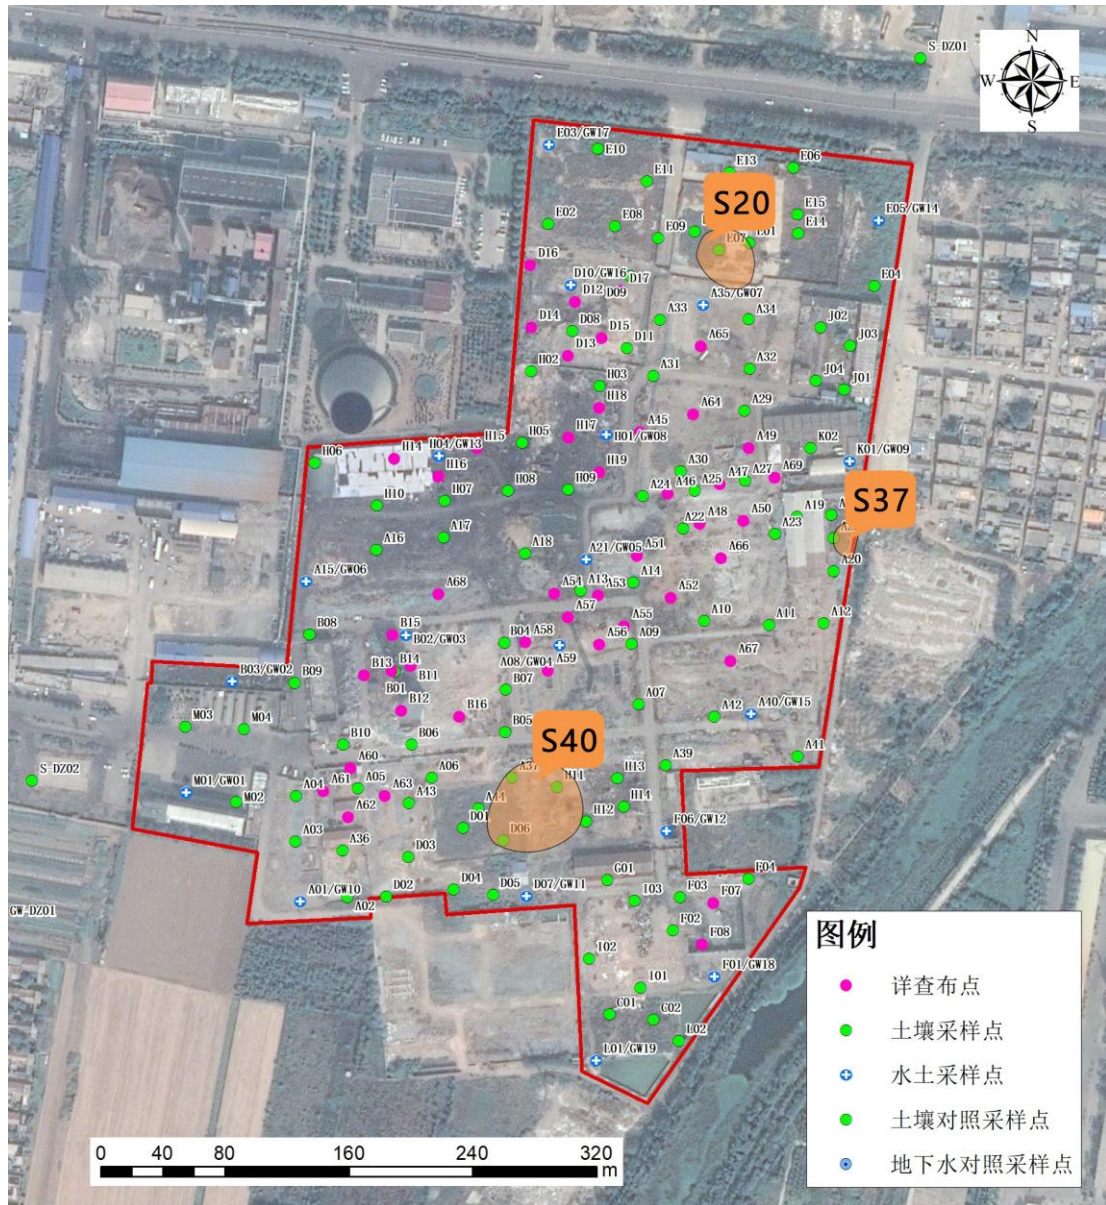 S-DZ01
N
W E
S
E03/GW17
E10
E13
E06
E11
S20
E15
E02
E08
E09
E07
E01
E14
E05/GW14
D16
D10/GW16
D17
E04
D12
D09
A35/GW07
A33
A34
D14
D08
D15
J02
D11
A65
J03
D13
H02
A31
A32
J04
J01
H03
H18
A64
A29
H17
A45
H01/GW08
H05
H15
H04/GW13
H14
H06
A49
K02
K01/GW09
H16
H19
A30
A47
A27
A69
H08
H09
A24
A46
A25
S37
H10
H07
A19
A22
A48
A50
A23
A17
A16
A18
A21/GW05
A51
A66
A20
A15/GW06
A68
A54
A13
A53
A14
A52
A57
A55
A10
A11
A12
B08
B15
B02/GW03
B04
A58
A56
A09
A59
A08/GW04
A67
B03/GW02
B09
B13
B14
B11
B01
B07
A07
B12
B16
A42
A40/GW15
M03
M04
B05
B10
B06
S40
A41
A39
A60
S-DZ02
M01/GW01
A04
A61
A05
A63
A06
A37
H11
H13
M02
A62
A43
A44
H14
D01
H12
F06/GW12
A03
A36
D03
D06
G01
F04
A01/GW10
A02
D02
D04
D05
D07/GW11
I03
F03
F07
GW-DZ01
F02
F08
I02
F01/GW18
I01
C01
C02
L02
L01/GW19
图例
详查布点
土壤采样点
水土采样点
土壤对照采样点
地下水对照采样点
0 40 80 160 240 320
m